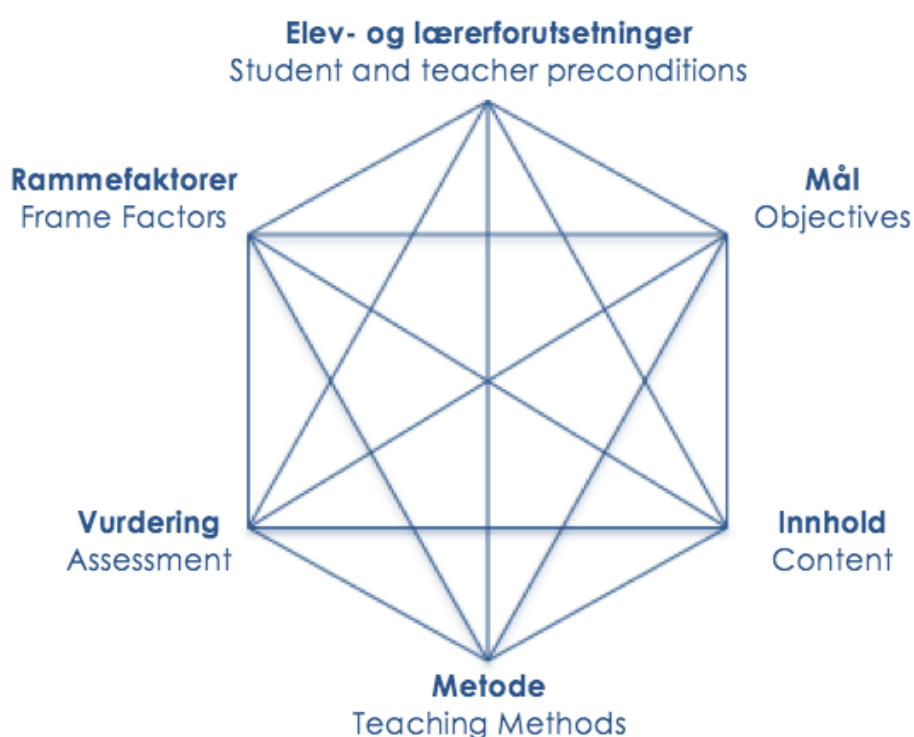 Elev- og lærerforutsetninger
Student and teacher preconditions
Rammefaktorer
Frame Factors
Mål
Objectives
Vurdering
Assessment
Innhold
Content
Metode
Teaching Methods